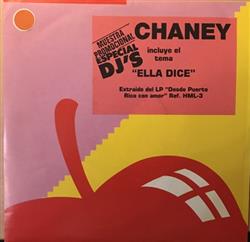 MUESTRA
PROMOCIONAL
ESPECIAL
DJ'S
CHANEY
incluye el
tema
"ELLA DICE"
Extraído del LP "Desde Puerto
Rico con amor" Ref. HML-3